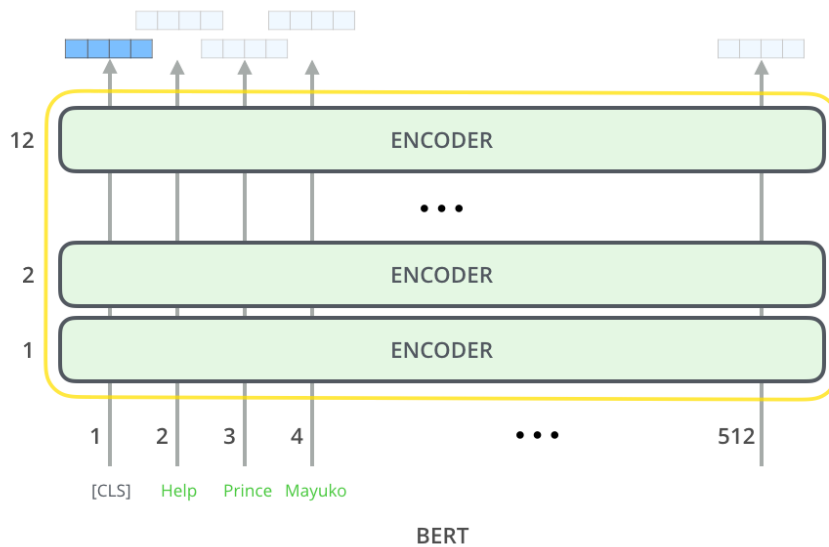 12 ENCODER
...
2 ENCODER
1 ENCODER
1 2 3 4 ... 512
[CLS] Help Prince Mayuko
BERT